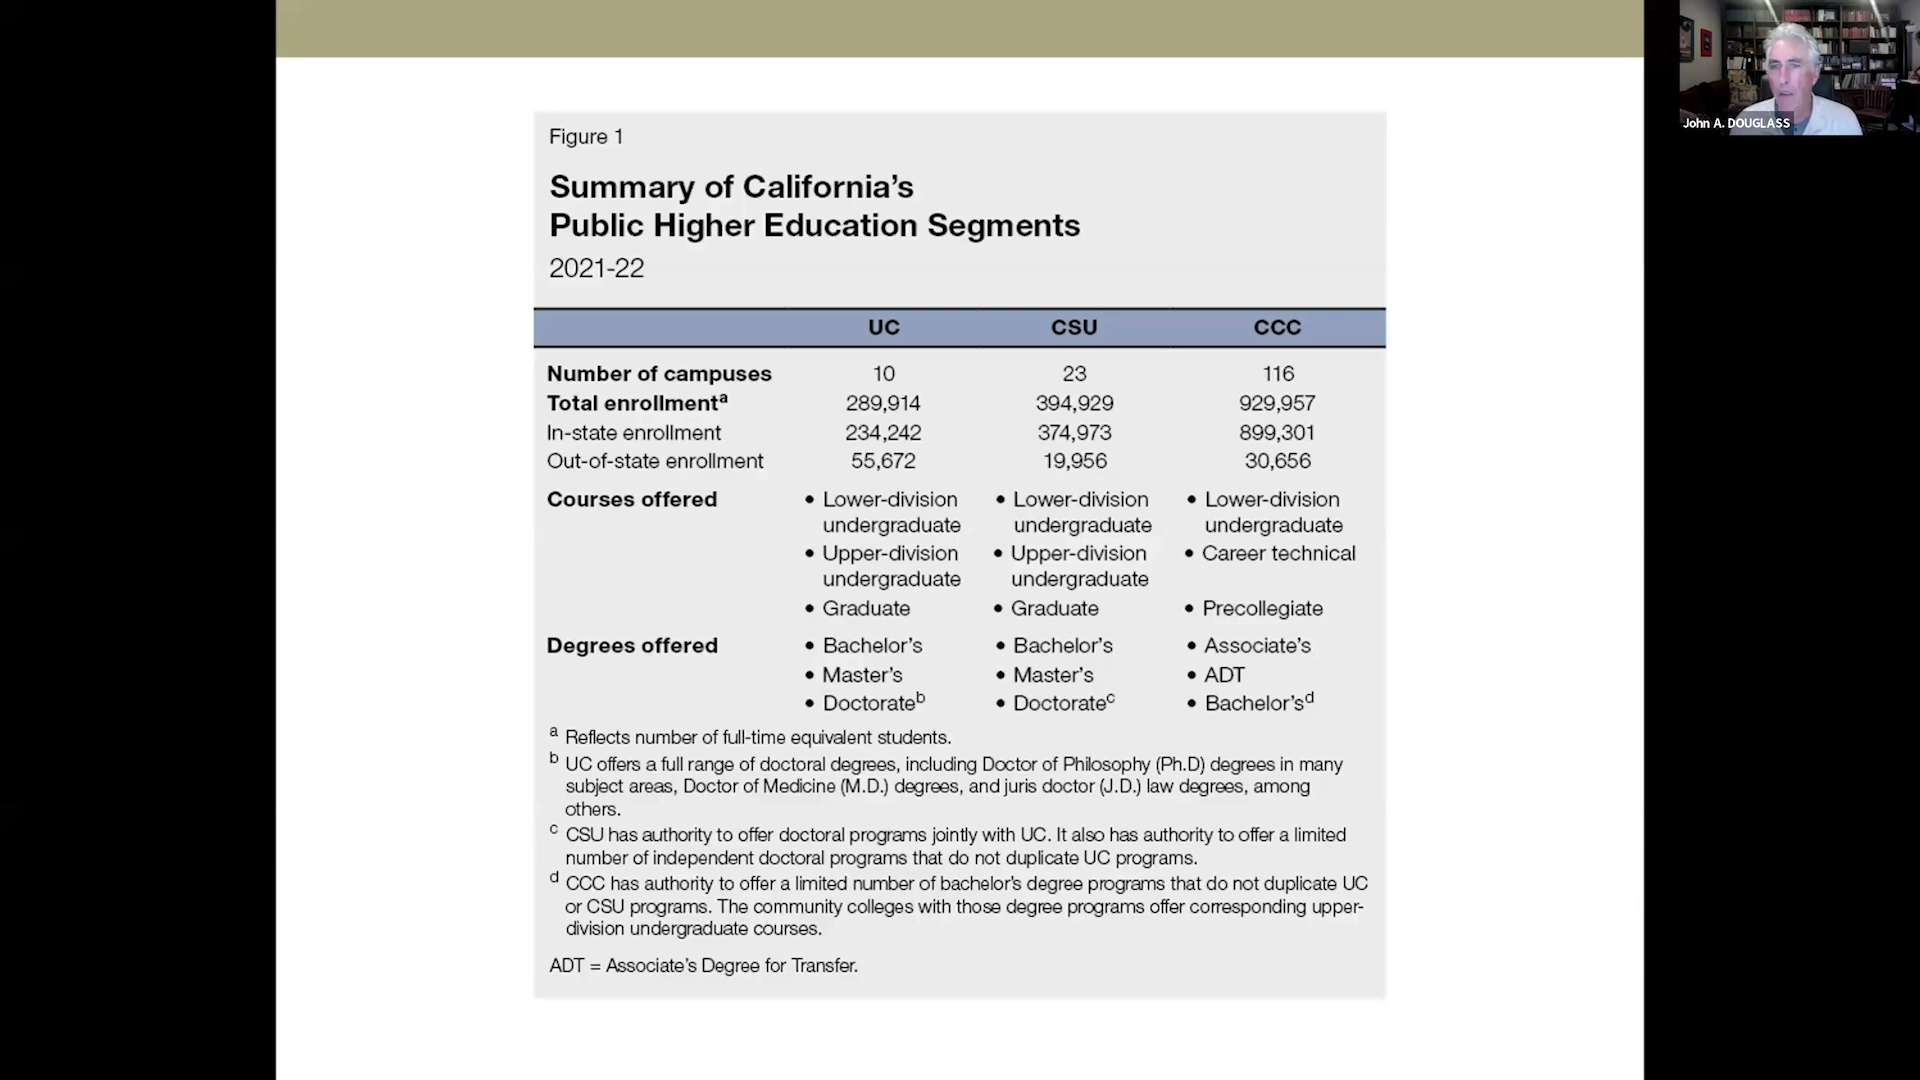 John A. DOUGLASS
Figure 1
Summary of California’s
Public Higher Education Segments
2021-22
UC CSU CCC
Number of campuses 10 23 116
Total enrollmentᵃ 289,914 394,929 929,957
In-state enrollment 234,242 374,973 899,301
Out-of-state enrollment 55,672 19,956 30,656
Courses offered • Lower-division • Lower-division • Lower-division
undergraduate undergraduate undergraduate
• Upper-division • Upper-division • Career technical
undergraduate undergraduate
• Graduate • Graduate • Precollegiate
Degrees offered • Bachelor’s • Bachelor’s • Associate’s
• Master’s • Master’s • ADT
• Doctorateᵇ • Doctorateᶜ • Bachelor’sᵈ
ᵃ Reflects number of full-time equivalent students.
ᵇ UC offers a full range of doctoral degrees, including Doctor of Philosophy (Ph.D) degrees in many
subject areas, Doctor of Medicine (M.D.) degrees, and juris doctor (J.D.) law degrees, among
others.
ᶜ CSU has authority to offer doctoral programs jointly with UC. It also has authority to offer a limited
number of independent doctoral programs that do not duplicate UC programs.
ᵈ CCC has authority to offer a limited number of bachelor’s degree programs that do not duplicate UC
or CSU programs. The community colleges with those degree programs offer corresponding upper-
division undergraduate courses.
ADT = Associate’s Degree for Transfer.